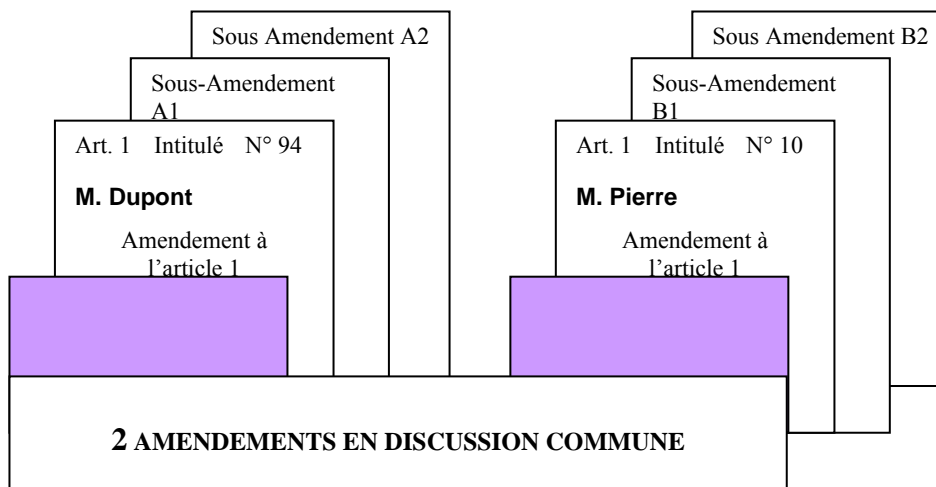 Sous Amendement A2
Sous-Amendement
A1
Art. 1 Intitulé N° 94
M. Dupont
Amendement à
l'article 1
Sous Amendement B2
Sous-Amendement
B1
Art. 1 Intitulé N° 10
M. Pierre
Amendement à
l'article 1
2 AMENDEMENTS EN DISCUSSION COMMUNE